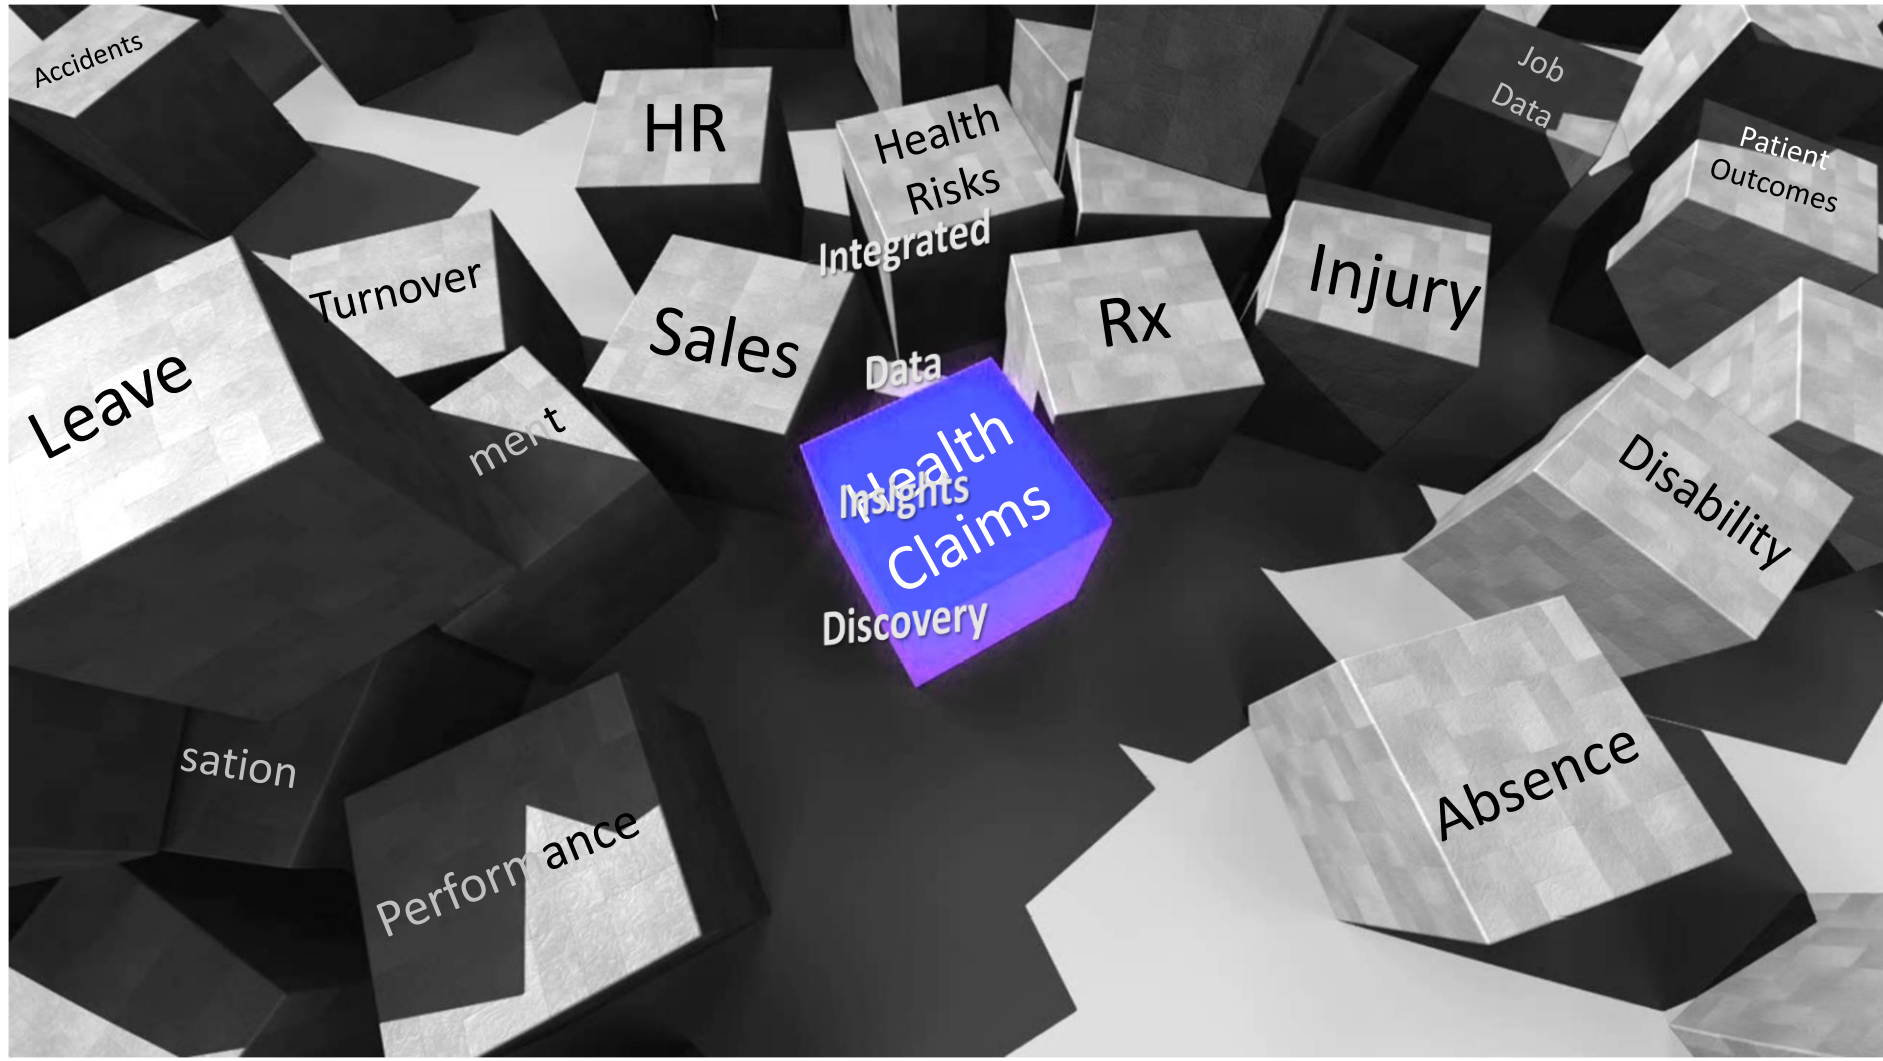 Accidents
HR
Health
Risks
Job
Data
Patient
Outcomes
Turnover
Integrated
Injury
Leave
Sales
Rx
Data
ment
Health
Insights
Claims
Disability
Discovery
sation
Performance
Absence